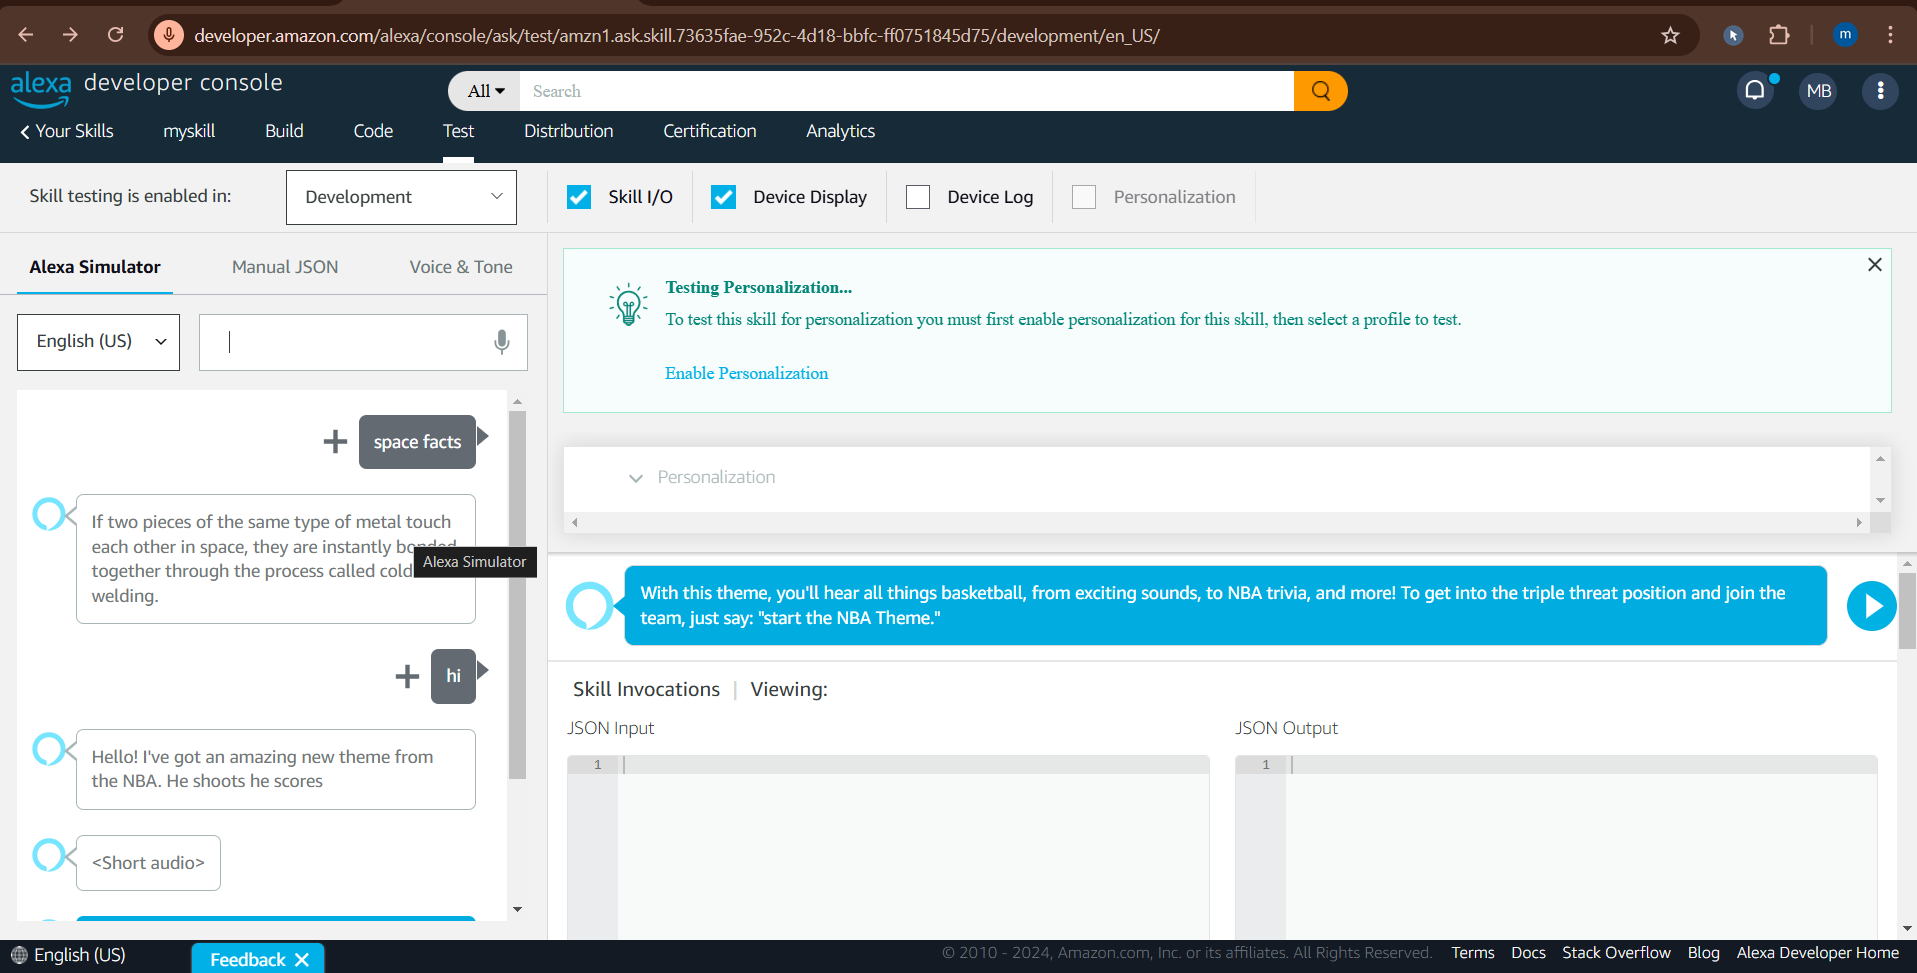 developer.amazon.com/alexa/console/ask/test/amzn1.ask.skill.73635fae-952c-4d18-bbfc-ff0751845d75/development/en_US/
m
alexa developer console
All
Search
MB
Your Skills
myskill
Build
Code
Test
Distribution
Certification
Analytics
Skill testing is enabled in:
Development
Skill I/O
Device Display
Device Log
Personalization
Alexa Simulator
Manual JSON
Voice & Tone
English (US)
space facts
If two pieces of the same type of metal touch
each other in space, they are instantly bonded
together through the process called cold
welding.
Alexa Simulator
hi
Hello! I've got an amazing new theme from
the NBA. He shoots he scores
<Short audio>
Testing Personalization...
To test this skill for personalization you must first enable personalization for this skill, then select a profile to test.
Enable Personalization
Personalization
With this theme, you'll hear all things basketball, from exciting sounds, to NBA trivia, and more! To get into the triple threat position and join the
team, just say: "start the NBA Theme."
Skill Invocations | Viewing:
JSON Input
1
JSON Output
1
English (US)
Feedback
© 2010 - 2024, Amazon.com, Inc. or its affiliates. All Rights Reserved.
Terms
Docs
Stack Overflow
Blog
Alexa Developer Home